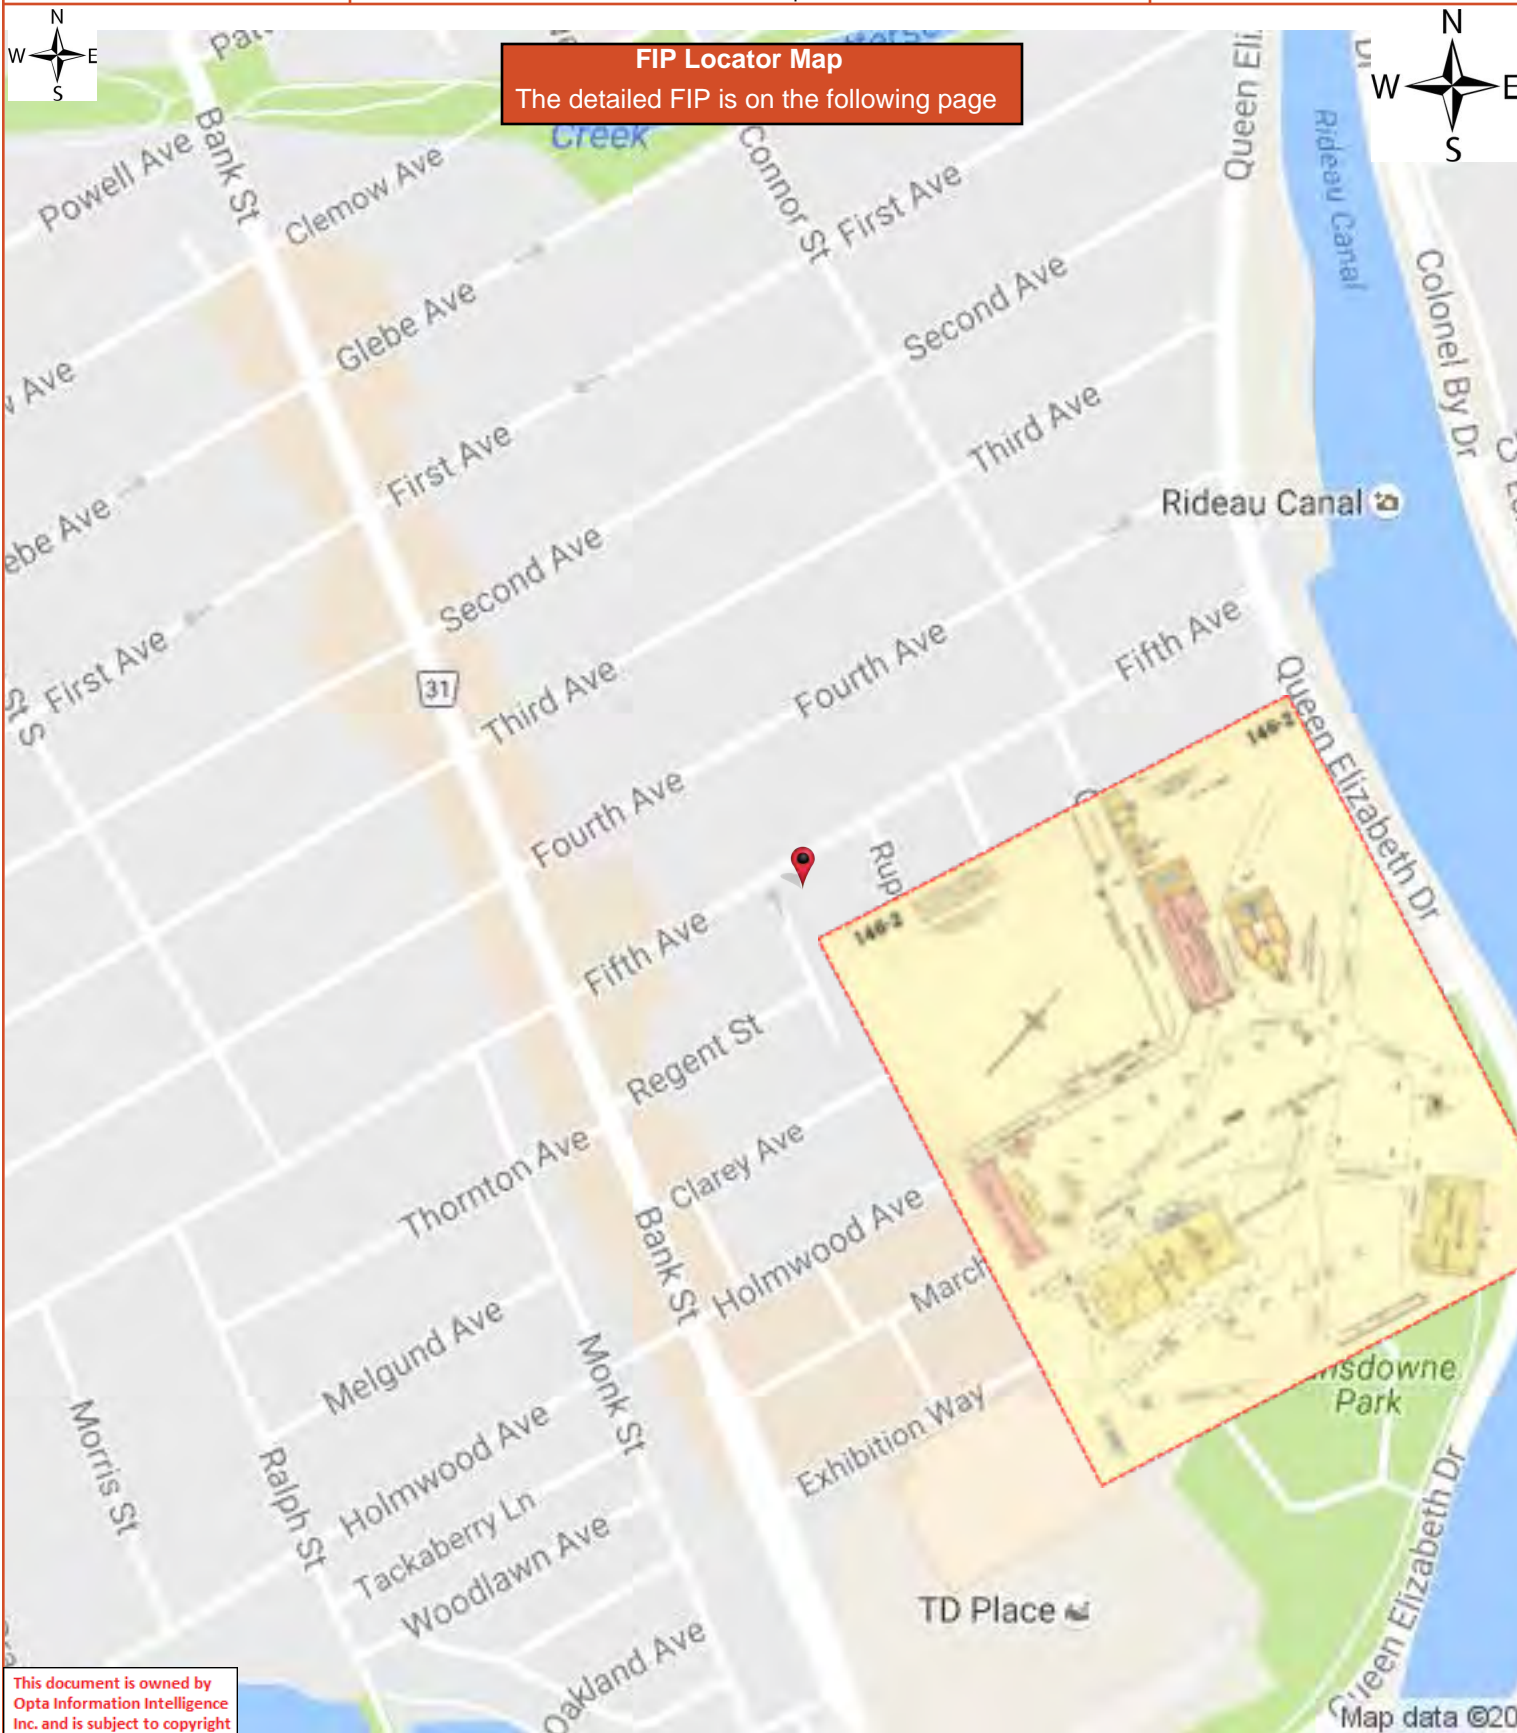 N
W E
S
FIP Locator Map
The detailed FIP is on the following page
N
W E
S
Creek
Queen Eli.
Rideau Canal
Colonel By Dr
Powell Ave
Bank St
Clemow Ave
Connor St
First Ave
Glebe Ave
Second Ave
Ave
First Ave
Third Ave
Rideau Canal
ebe Ave
Second Ave
First Ave
St S
31
Third Ave
Fourth Ave
Fifth Ave
Queen Elizabeth Dr
146-2
Fourth Ave
Rup
146-2
Fifth Ave
Regent St
Thornton Ave
Clarey Ave
Bank St
Holmwood Ave
March
Melgund Ave
Monk St
nsdowne
Park
Morris St
Ralph St
Holmwood Ave
Exhibition Way
Tackaberry Ln
Woodlawn Ave
TD Place
Oakland Ave
Queen Elizabeth Dr
This document is owned by
Opta Information Intelligence
Inc. and is subject to copyright
Map data ©20